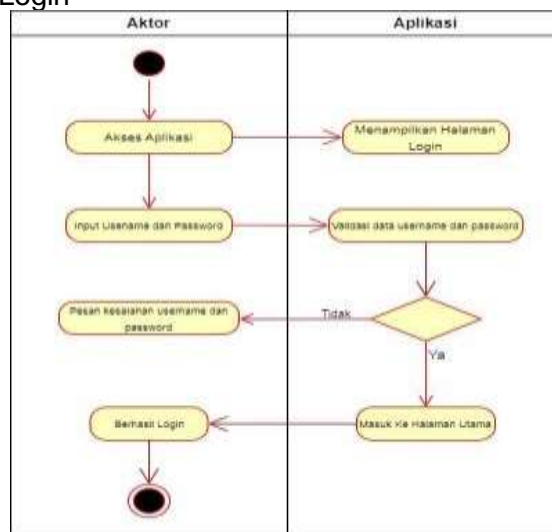 Login
Aktor
Aplikasi
Akses Aplikasi
Menampilkan Halaman
Login
Input Username dan Password
Validasi data username dan password
Pesan kesalahan username dan
password
Tidak
Ya
Berhasil Login
Masuk Ke Halaman Utama